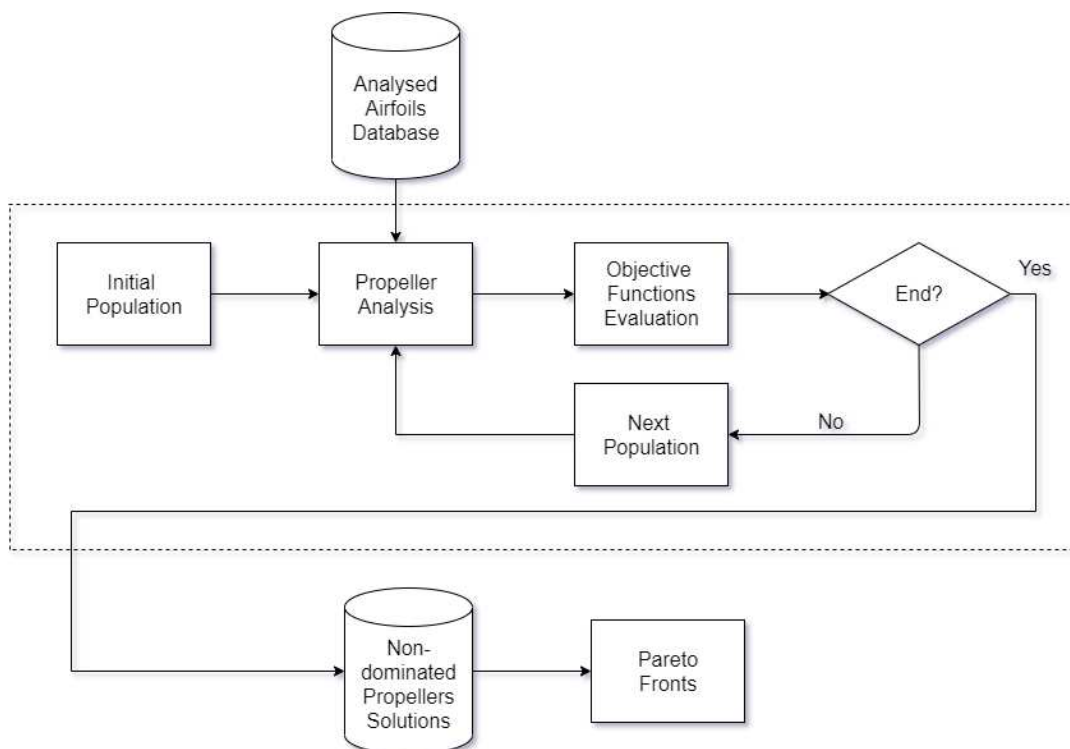 Analysed
Airfoils
Database
Initial
Population
Propeller
Analysis
Objective
Functions
Evaluation
End?
Yes
No
Next
Population
Non-
dominated
Propellers
Solutions
Pareto
Fronts